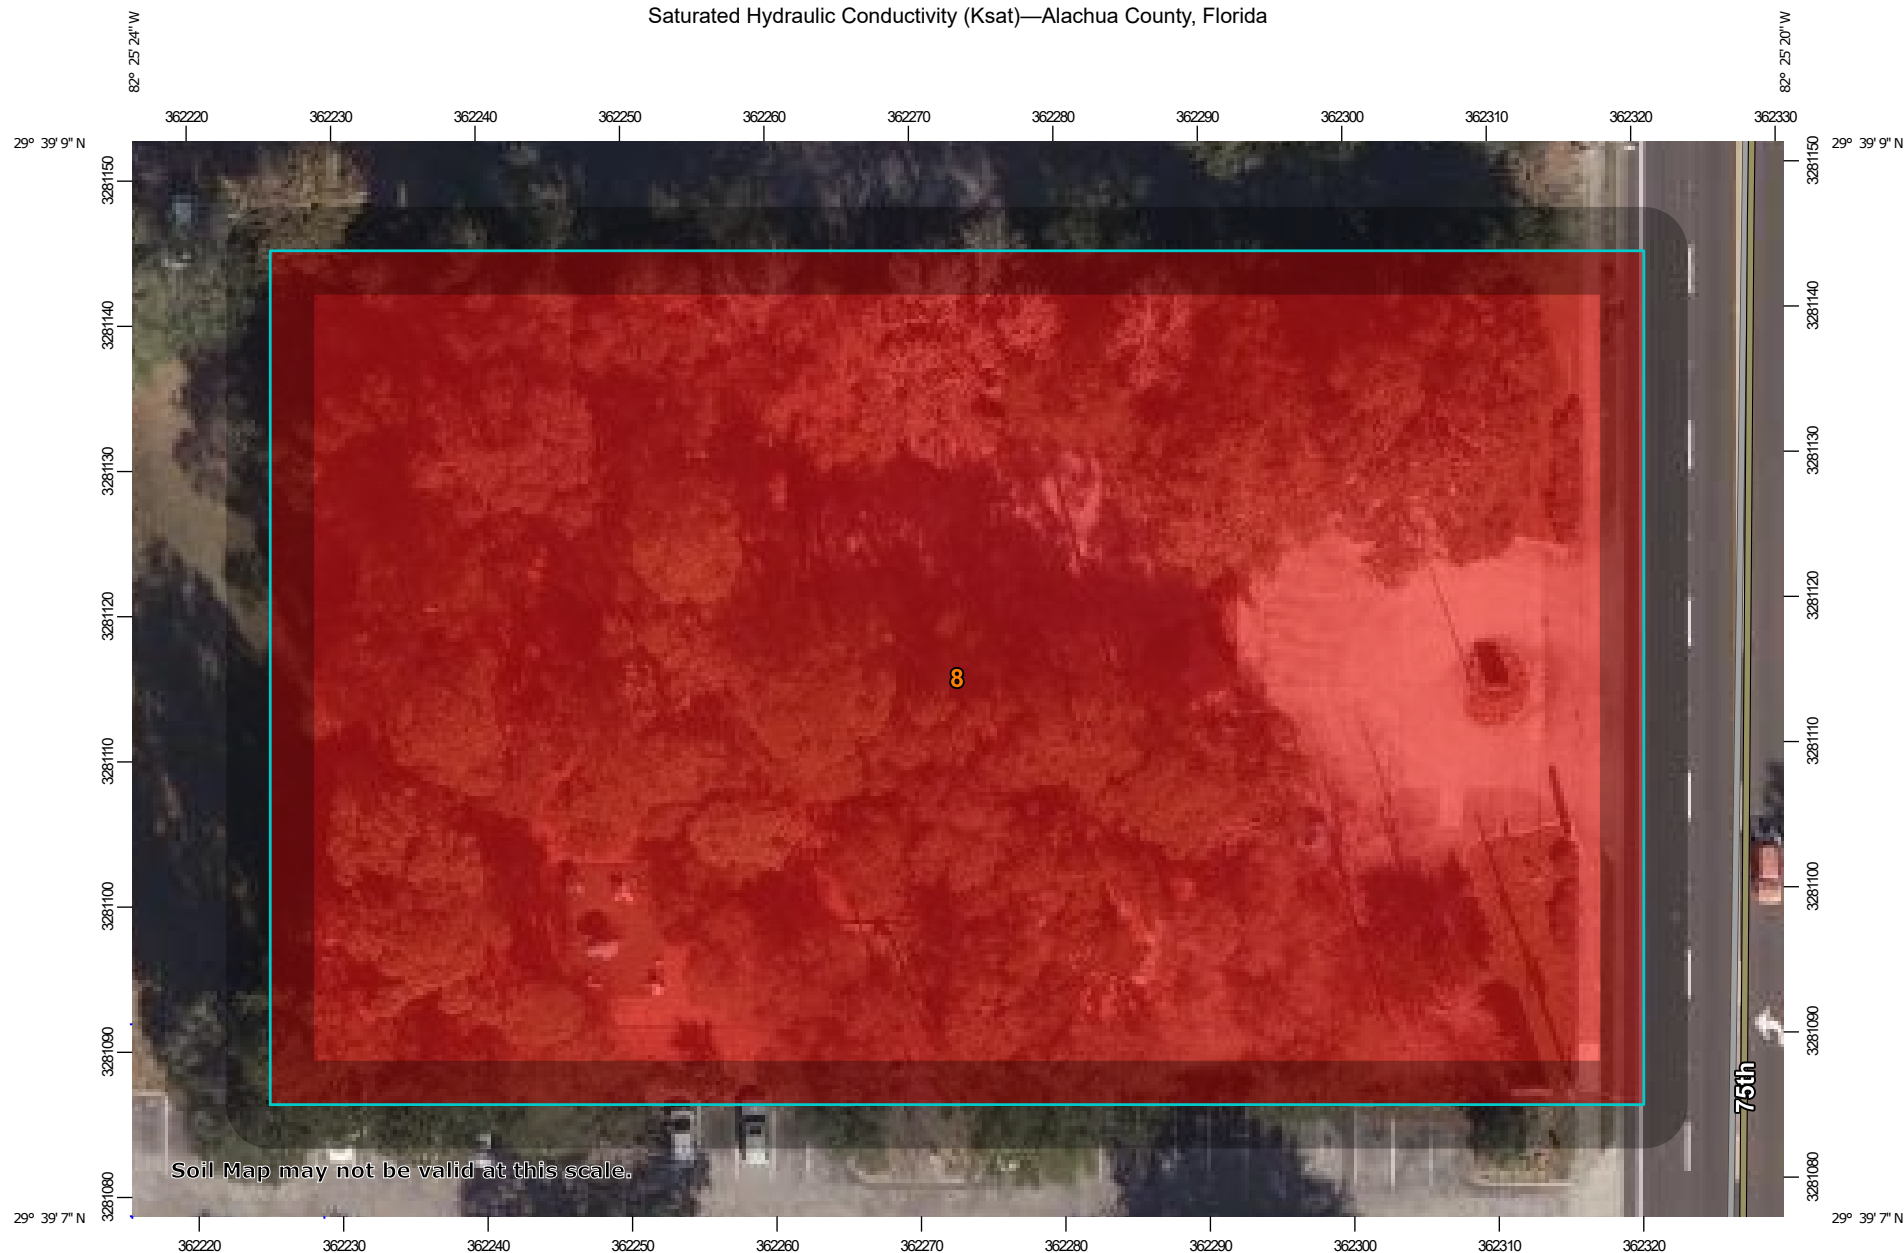 Saturated Hydraulic Conductivity (Ksat)—Alachua County, Florida
82° 25' 24" W
82° 25' 20" W
362220 362230 362240 362250 362260 362270 362280 362290 362300 362310 362320 362330
29° 39' 9" N
29° 39' 9" N
3281150
3281140
3281130
3281120
3281110
3281100
3281090
3281080
3281150
3281140
3281130
3281120
3281110
3281100
3281090
3281080
8
75th
Soil Map may not be valid at this scale.
29° 39' 7" N
29° 39' 7" N
362220 362230 362240 362250 362260 362270 362280 362290 362300 362310 362320